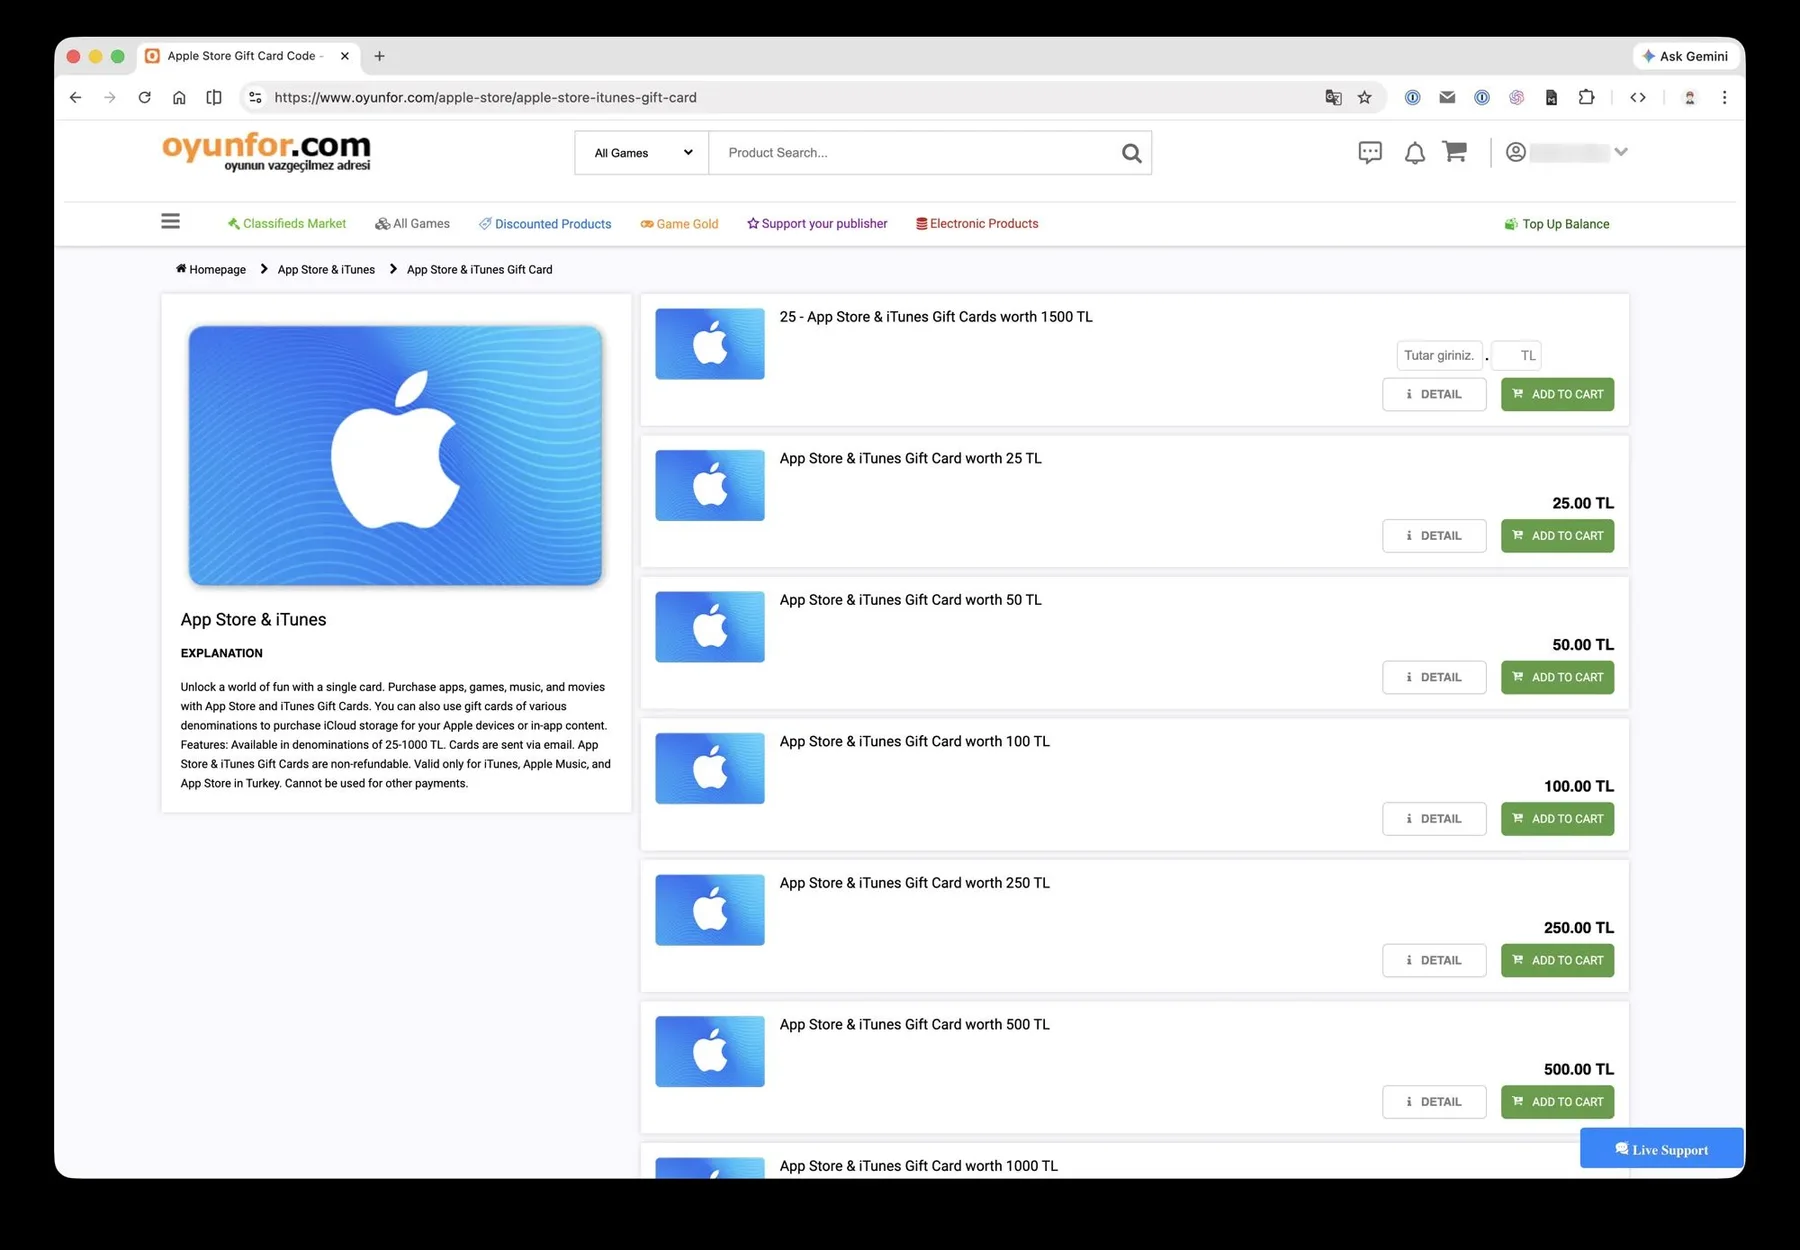 Apple Store Gift Card Code -
Ask Gemini
https://www.oyunfor.com/apple-store/apple-store-itunes-gift-card
oyunfor.com
oyunun vazgeçilmez adresi
All Games
Product Search...
Classifieds Market
All Games
Discounted Products
Game Gold
Support your publisher
Electronic Products
Top Up Balance
Homepage
App Store & iTunes
App Store & iTunes Gift Card
App Store & iTunes
EXPLANATION
Unlock a world of fun with a single card. Purchase apps, games, music, and movies
with App Store and iTunes Gift Cards. You can also use gift cards of various
denominations to purchase iCloud storage for your Apple devices or in-app content.
Features: Available in denominations of 25-1000 TL. Cards are sent via email. App
Store & iTunes Gift Cards are non-refundable. Valid only for iTunes, Apple Music, and
App Store in Turkey. Cannot be used for other payments.
25 - App Store & iTunes Gift Cards worth 1500 TL
Tutar giriniz. . TL
DETAIL
ADD TO CART
App Store & iTunes Gift Card worth 25 TL
25.00 TL
DETAIL
ADD TO CART
App Store & iTunes Gift Card worth 50 TL
50.00 TL
DETAIL
ADD TO CART
App Store & iTunes Gift Card worth 100 TL
100.00 TL
DETAIL
ADD TO CART
App Store & iTunes Gift Card worth 250 TL
250.00 TL
DETAIL
ADD TO CART
App Store & iTunes Gift Card worth 500 TL
500.00 TL
DETAIL
ADD TO CART
App Store & iTunes Gift Card worth 1000 TL
Live Support